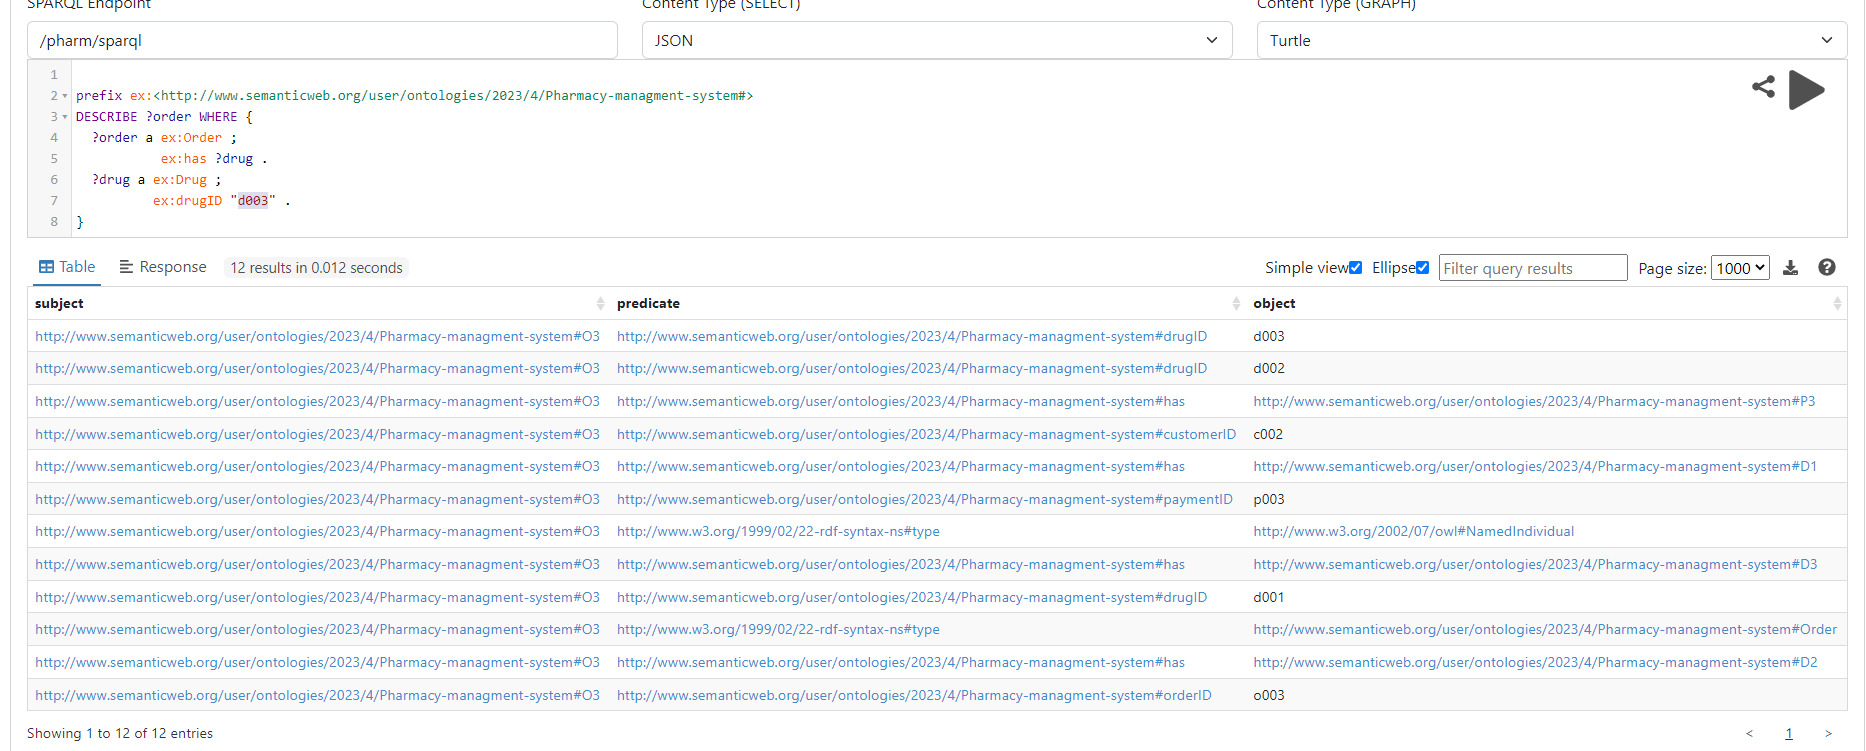 SPARQL Endpoint
Content Type (SELECT)
Content Type (GRAPH)
/pharm/sparql
JSON
Turtle
1
2 prefix ex:<http://www.semanticweb.org/user/ontologies/2023/4/Pharmacy-managment-system#>
3 DESCRIBE ?order WHERE {
4 ?order a ex:Order ;
5 ex:has ?drug .
6 ?drug a ex:Drug ;
7 ex:drugID "d003" .
8 }
Table Response 12 results in 0.012 seconds Simple view Ellipse Filter query results Page size: 1000
subject predicate object
http://www.semanticweb.org/user/ontologies/2023/4/Pharmacy-managment-system#O3 http://www.semanticweb.org/user/ontologies/2023/4/Pharmacy-managment-system#drugID d003
http://www.semanticweb.org/user/ontologies/2023/4/Pharmacy-managment-system#O3 http://www.semanticweb.org/user/ontologies/2023/4/Pharmacy-managment-system#drugID d002
http://www.semanticweb.org/user/ontologies/2023/4/Pharmacy-managment-system#O3 http://www.semanticweb.org/user/ontologies/2023/4/Pharmacy-managment-system#has http://www.semanticweb.org/user/ontologies/2023/4/Pharmacy-managment-system#P3
http://www.semanticweb.org/user/ontologies/2023/4/Pharmacy-managment-system#O3 http://www.semanticweb.org/user/ontologies/2023/4/Pharmacy-managment-system#customerID c002
http://www.semanticweb.org/user/ontologies/2023/4/Pharmacy-managment-system#O3 http://www.semanticweb.org/user/ontologies/2023/4/Pharmacy-managment-system#has http://www.semanticweb.org/user/ontologies/2023/4/Pharmacy-managment-system#D1
http://www.semanticweb.org/user/ontologies/2023/4/Pharmacy-managment-system#O3 http://www.semanticweb.org/user/ontologies/2023/4/Pharmacy-managment-system#paymentID p003
http://www.semanticweb.org/user/ontologies/2023/4/Pharmacy-managment-system#O3 http://www.w3.org/1999/02/22-rdf-syntax-ns#type http://www.w3.org/2002/07/owl#NamedIndividual
http://www.semanticweb.org/user/ontologies/2023/4/Pharmacy-managment-system#O3 http://www.semanticweb.org/user/ontologies/2023/4/Pharmacy-managment-system#has http://www.semanticweb.org/user/ontologies/2023/4/Pharmacy-managment-system#D3
http://www.semanticweb.org/user/ontologies/2023/4/Pharmacy-managment-system#O3 http://www.semanticweb.org/user/ontologies/2023/4/Pharmacy-managment-system#drugID d001
http://www.semanticweb.org/user/ontologies/2023/4/Pharmacy-managment-system#O3 http://www.w3.org/1999/02/22-rdf-syntax-ns#type http://www.semanticweb.org/user/ontologies/2023/4/Pharmacy-managment-system#Order
http://www.semanticweb.org/user/ontologies/2023/4/Pharmacy-managment-system#O3 http://www.semanticweb.org/user/ontologies/2023/4/Pharmacy-managment-system#has http://www.semanticweb.org/user/ontologies/2023/4/Pharmacy-managment-system#D2
http://www.semanticweb.org/user/ontologies/2023/4/Pharmacy-managment-system#O3 http://www.semanticweb.org/user/ontologies/2023/4/Pharmacy-managment-system#orderID o003
Showing 1 to 12 of 12 entries < 1 >